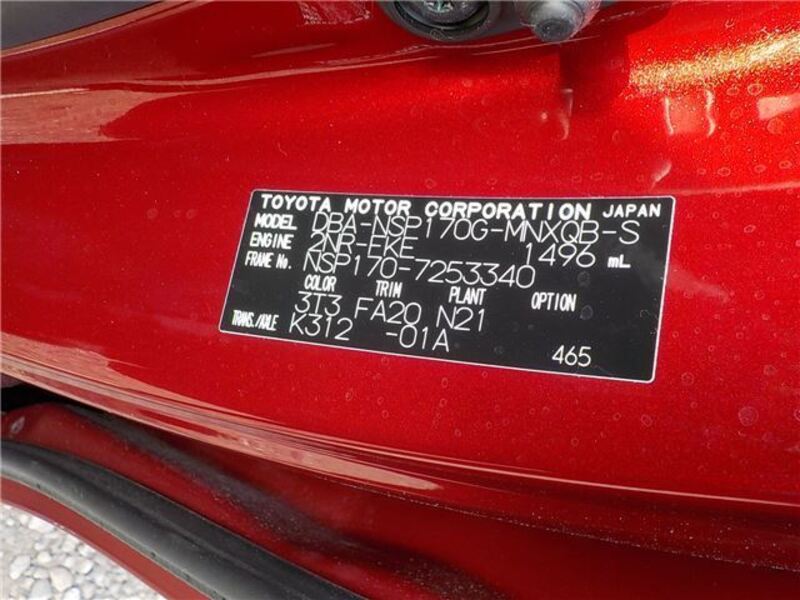 TOYOTA MOTOR CORPORATION JAPAN
MODEL DBA-NSP170G-MNXQB-S
ENGINE 2NR-FKE 1496 mL
FRAME No. NSP170-7253340
COLOR TRIM PLANT OPTION
3T3 FA20 N21
TRANS./AXLE K312 -01A 465